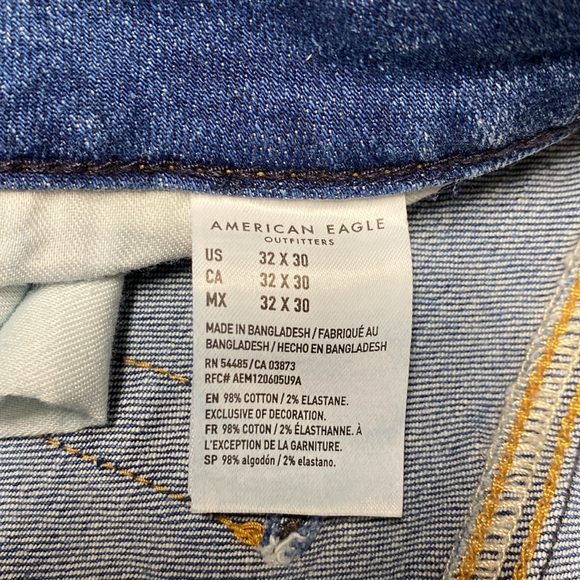 AMERICAN EAGLE
OUTFITTERS
US 32 X 30
CA 32 X 30
MX 32 X 30
MADE IN BANGLADESH / FABRIQUÉ AU
BANGLADESH / HECHO EN BANGLADESH
RN 54485 / CA 03873
RFC# AEM120605U9A
EN 98% COTTON / 2% ELASTANE.
EXCLUSIVE OF DECORATION.
FR 98% COTON / 2% ÉLASTHANNE. À
L'EXCEPTION DE LA GARNITURE.
SP 98% algodón / 2% elastano.